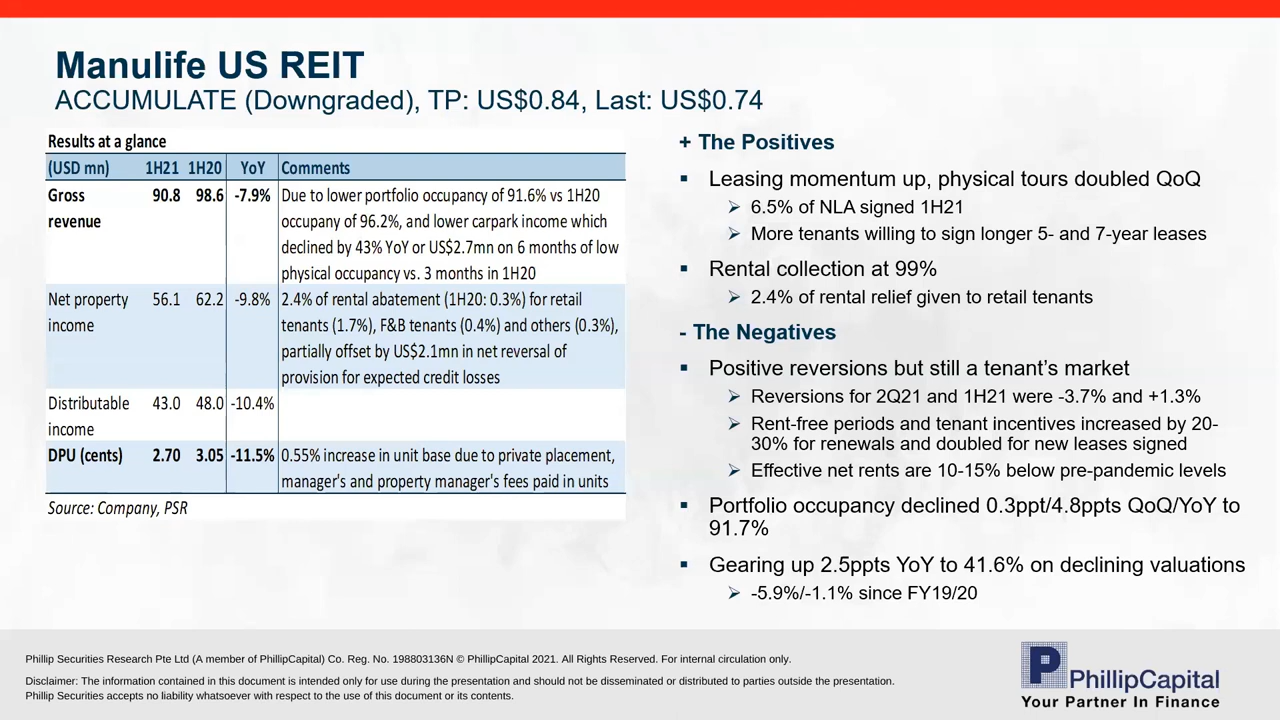 Manulife US REIT
ACCUMULATE (Downgraded), TP: US$0.84, Last: US$0.74
Results at a glance
(USD mn) 1H21 1H20 YoY Comments
Gross revenue 90.8 98.6 -7.9% Due to lower portfolio occupancy of 91.6% vs 1H20
occupany of 96.2%, and lower carpark income which
declined by 43% YoY or US$2.7mn on 6 months of low
physical occupancy vs. 3 months in 1H20
Net property income 56.1 62.2 -9.8% 2.4% of rental abatement (1H20: 0.3%) for retail
tenants (1.7%), F&B tenants (0.4%) and others (0.3%),
partially offset by US$2.1mn in net reversal of
provision for expected credit losses
Distributable income 43.0 48.0 -10.4%
DPU (cents) 2.70 3.05 -11.5% 0.55% increase in unit base due to private placement,
manager's and property manager's fees paid in units
Source: Company, PSR
+ The Positives
▪ Leasing momentum up, physical tours doubled QoQ
➢ 6.5% of NLA signed 1H21
➢ More tenants willing to sign longer 5- and 7-year leases
▪ Rental collection at 99%
➢ 2.4% of rental relief given to retail tenants
- The Negatives
▪ Positive reversions but still a tenant’s market
➢ Reversions for 2Q21 and 1H21 were -3.7% and +1.3%
➢ Rent-free periods and tenant incentives increased by 20-
30% for renewals and doubled for new leases signed
➢ Effective net rents are 10-15% below pre-pandemic levels
▪ Portfolio occupancy declined 0.3ppt/4.8ppts QoQ/YoY to
91.7%
▪ Gearing up 2.5ppts YoY to 41.6% on declining valuations
➢ -5.9%/-1.1% since FY19/20
Phillip Securities Research Pte Ltd (A member of PhillipCapital) Co. Reg. No. 198803136N © PhillipCapital 2021. All Rights Reserved. For internal circulation only.
Disclaimer: The information contained in this document is intended only for use during the presentation and should not be disseminated or distributed to parties outside the presentation.
Phillip Securities accepts no liability whatsoever with respect to the use of this document or its contents.
PhillipCapital
Your Partner In Finance